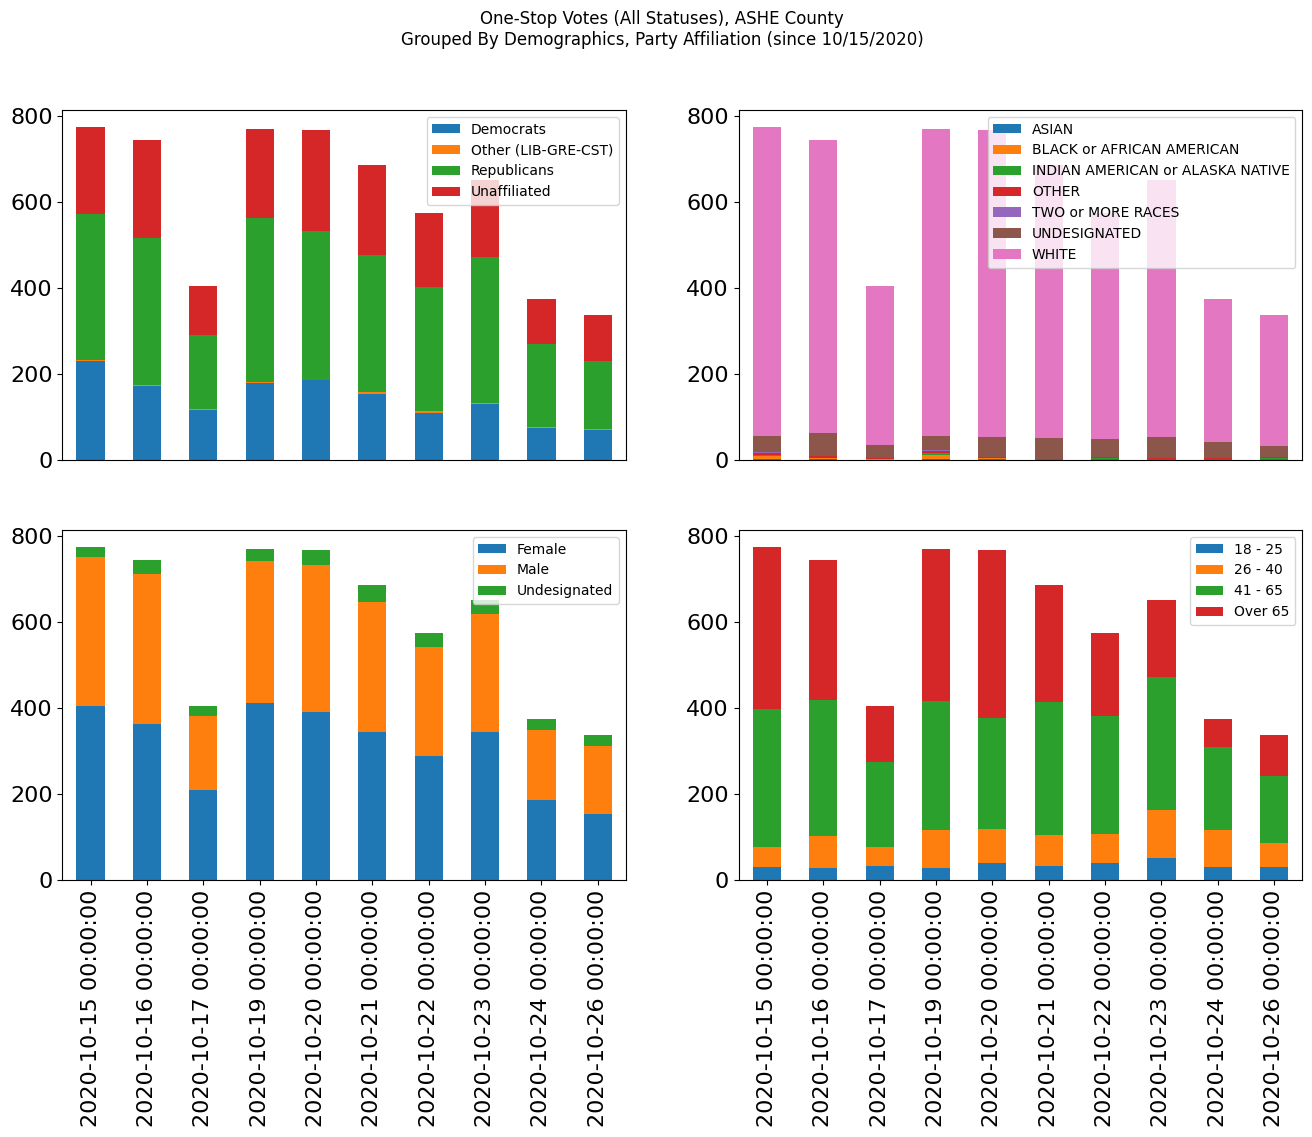 One-Stop Votes (All Statuses), ASHE County
Grouped By Demographics, Party Affiliation (since 10/15/2020)
800
600
400
200
0
Democrats
Other (LIB-GRE-CST)
Republicans
Unaffiliated
800
600
400
200
0
ASIAN
BLACK or AFRICAN AMERICAN
INDIAN AMERICAN or ALASKA NATIVE
OTHER
TWO or MORE RACES
UNDESIGNATED
WHITE
800
600
400
200
0
Female
Male
Undesignated
2020-10-15 00:00:00
2020-10-16 00:00:00
2020-10-17 00:00:00
2020-10-19 00:00:00
2020-10-20 00:00:00
2020-10-21 00:00:00
2020-10-22 00:00:00
2020-10-23 00:00:00
2020-10-24 00:00:00
2020-10-26 00:00:00
800
600
400
200
0
18 - 25
26 - 40
41 - 65
Over 65
2020-10-15 00:00:00
2020-10-16 00:00:00
2020-10-17 00:00:00
2020-10-19 00:00:00
2020-10-20 00:00:00
2020-10-21 00:00:00
2020-10-22 00:00:00
2020-10-23 00:00:00
2020-10-24 00:00:00
2020-10-26 00:00:00